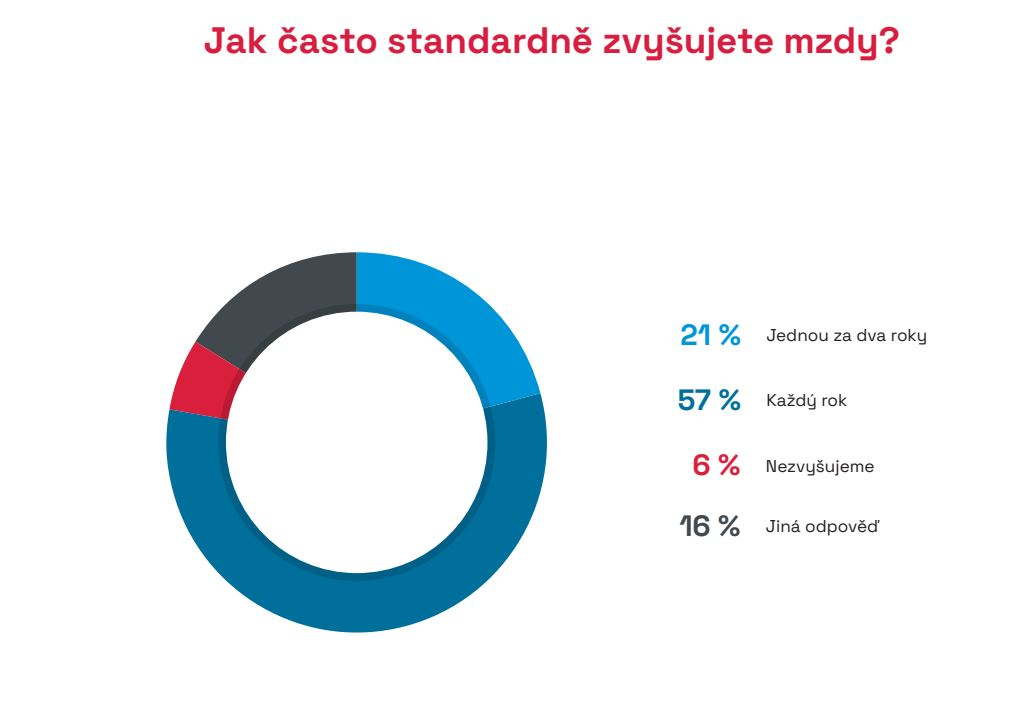 Jak často standardně zvyšujete mzdy?
21 % Jednou za dva roky
57 % Každý rok
6 % Nezvyšujeme
16 % Jiná odpověď